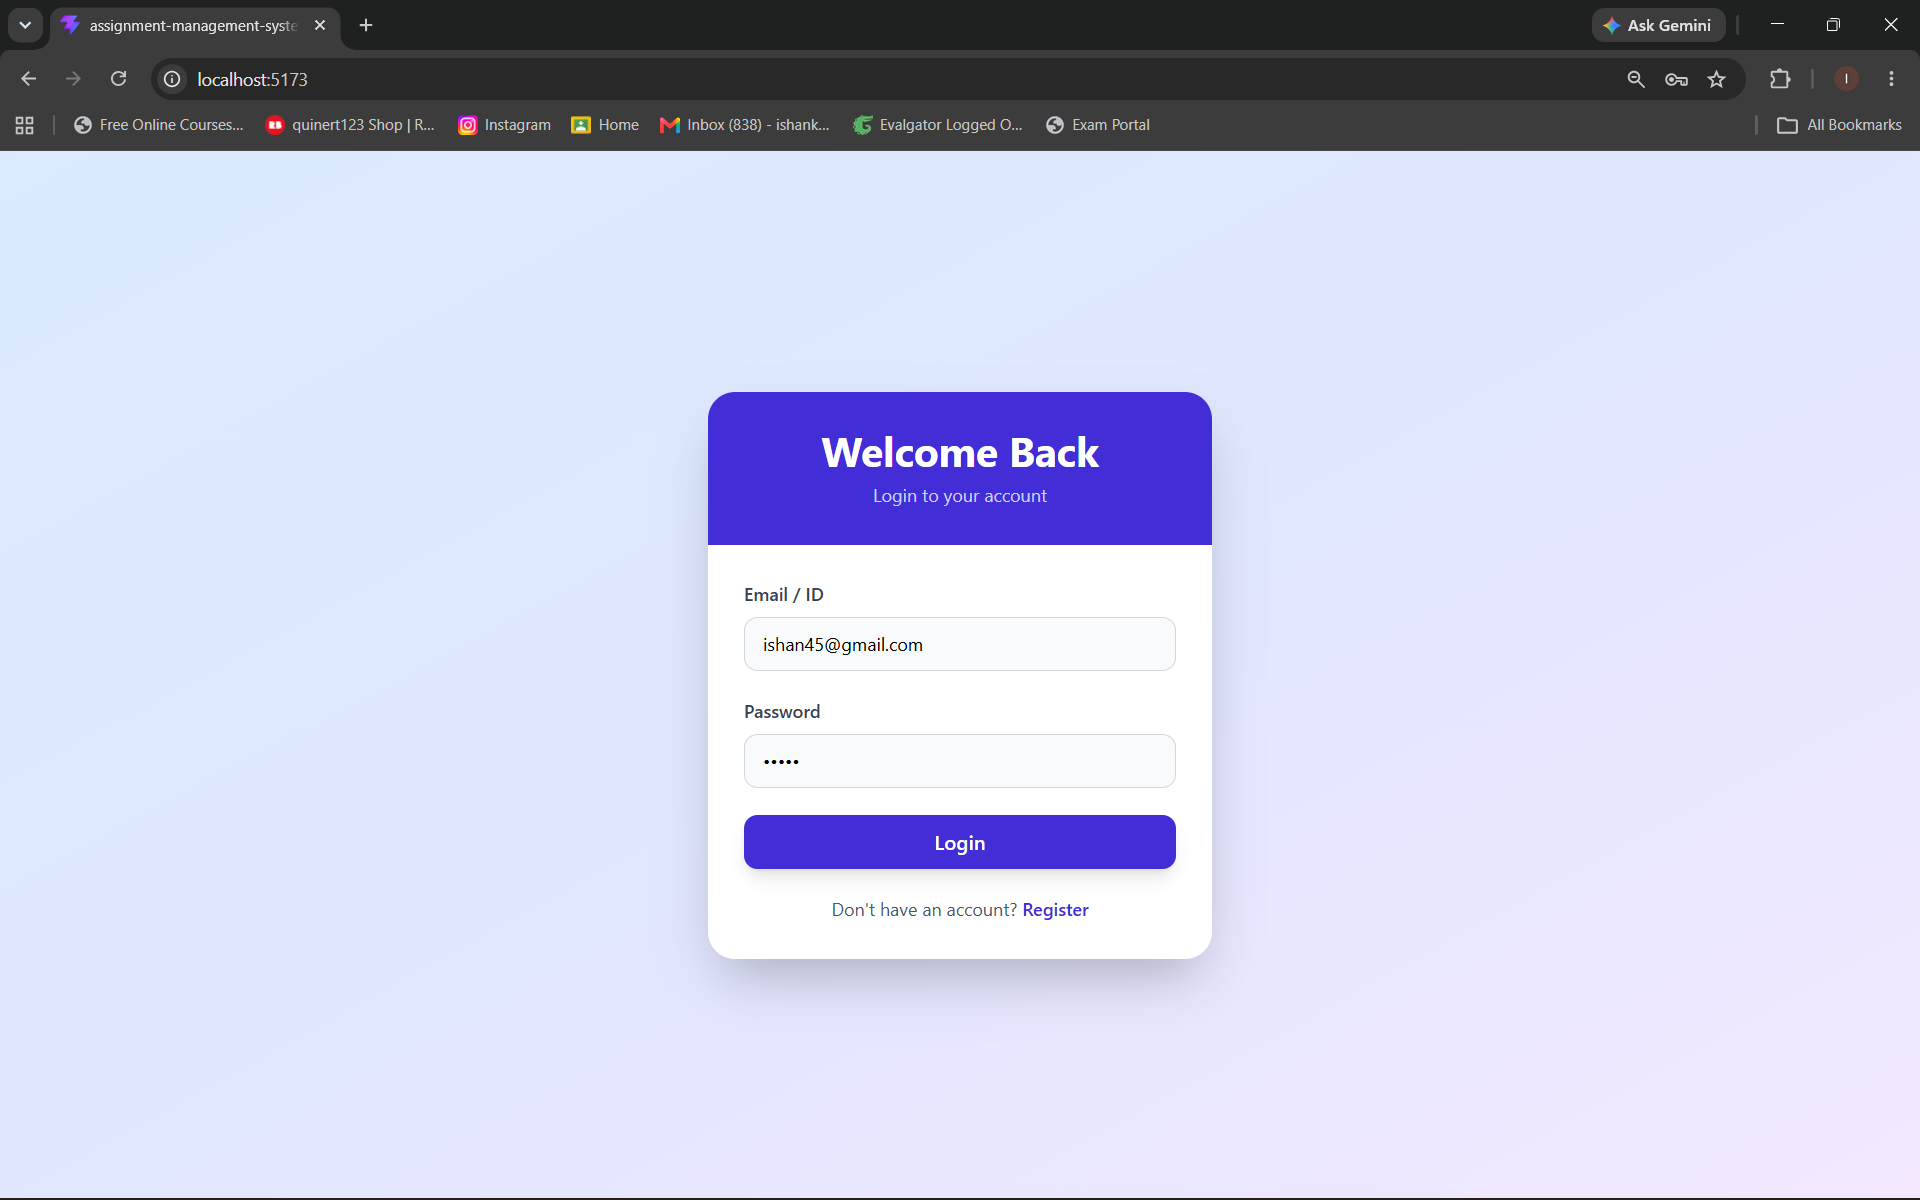 assignment-management-syste
Ask Gemini
localhost:5173
I
Free Online Courses...
quinert123 Shop | R...
Instagram
Home
Inbox (838) - ishank...
Evalgator Logged O...
Exam Portal
All Bookmarks
Welcome Back
Login to your account
Email / ID
ishan45@gmail.com
Password
•••••
Login
Don't have an account? Register